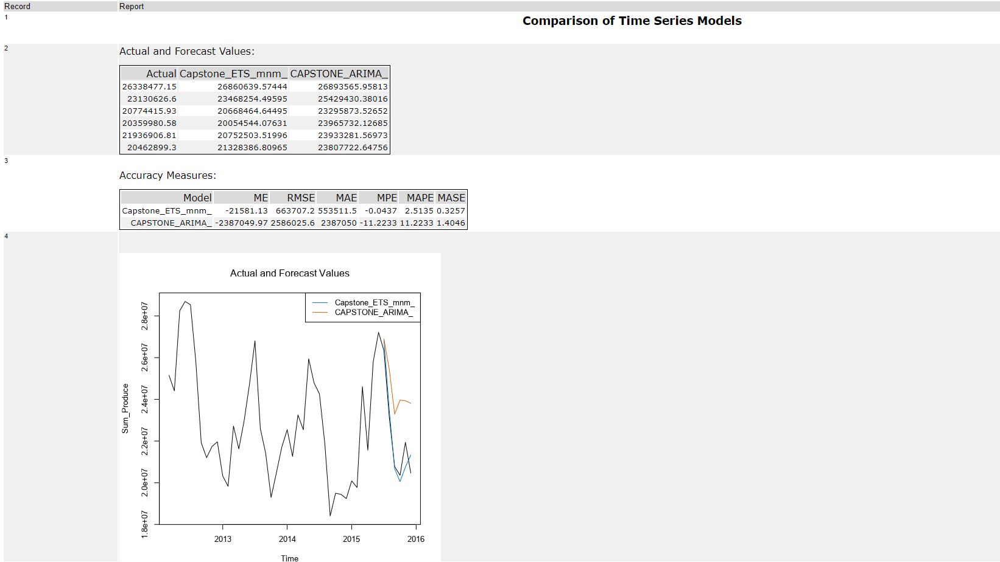 Record Report
1 Comparison of Time Series Models
2 Actual and Forecast Values:
Actual Capstone_ETS_mnm_ CAPSTONE_ARIMA_
26338477.15 26860639.57444 26893565.95813
23130626.6 23468254.49595 25429430.38016
20774415.93 20668464.64495 23295873.52652
20359980.58 20054544.07631 23965732.12685
21936906.81 20752503.51996 23933281.56973
20462899.3 21328386.80965 23807722.64756
3
Accuracy Measures:
Model ME RMSE MAE MPE MAPE MASE
Capstone_ETS_mnm_ -21581.13 663707.2 553511.5 -0.0437 2.5135 0.3257
CAPSTONE_ARIMA_ -2387049.97 2586025.6 2387050 -11.2233 11.2233 1.4046
4
Actual and Forecast Values
Capstone_ETS_mnm_
CAPSTONE_ARIMA_
2.8e+07
2.6e+07
2.4e+07
2.2e+07
2.0e+07
1.8e+07
Sum_Produce
2013 2014 2015 2016
Time